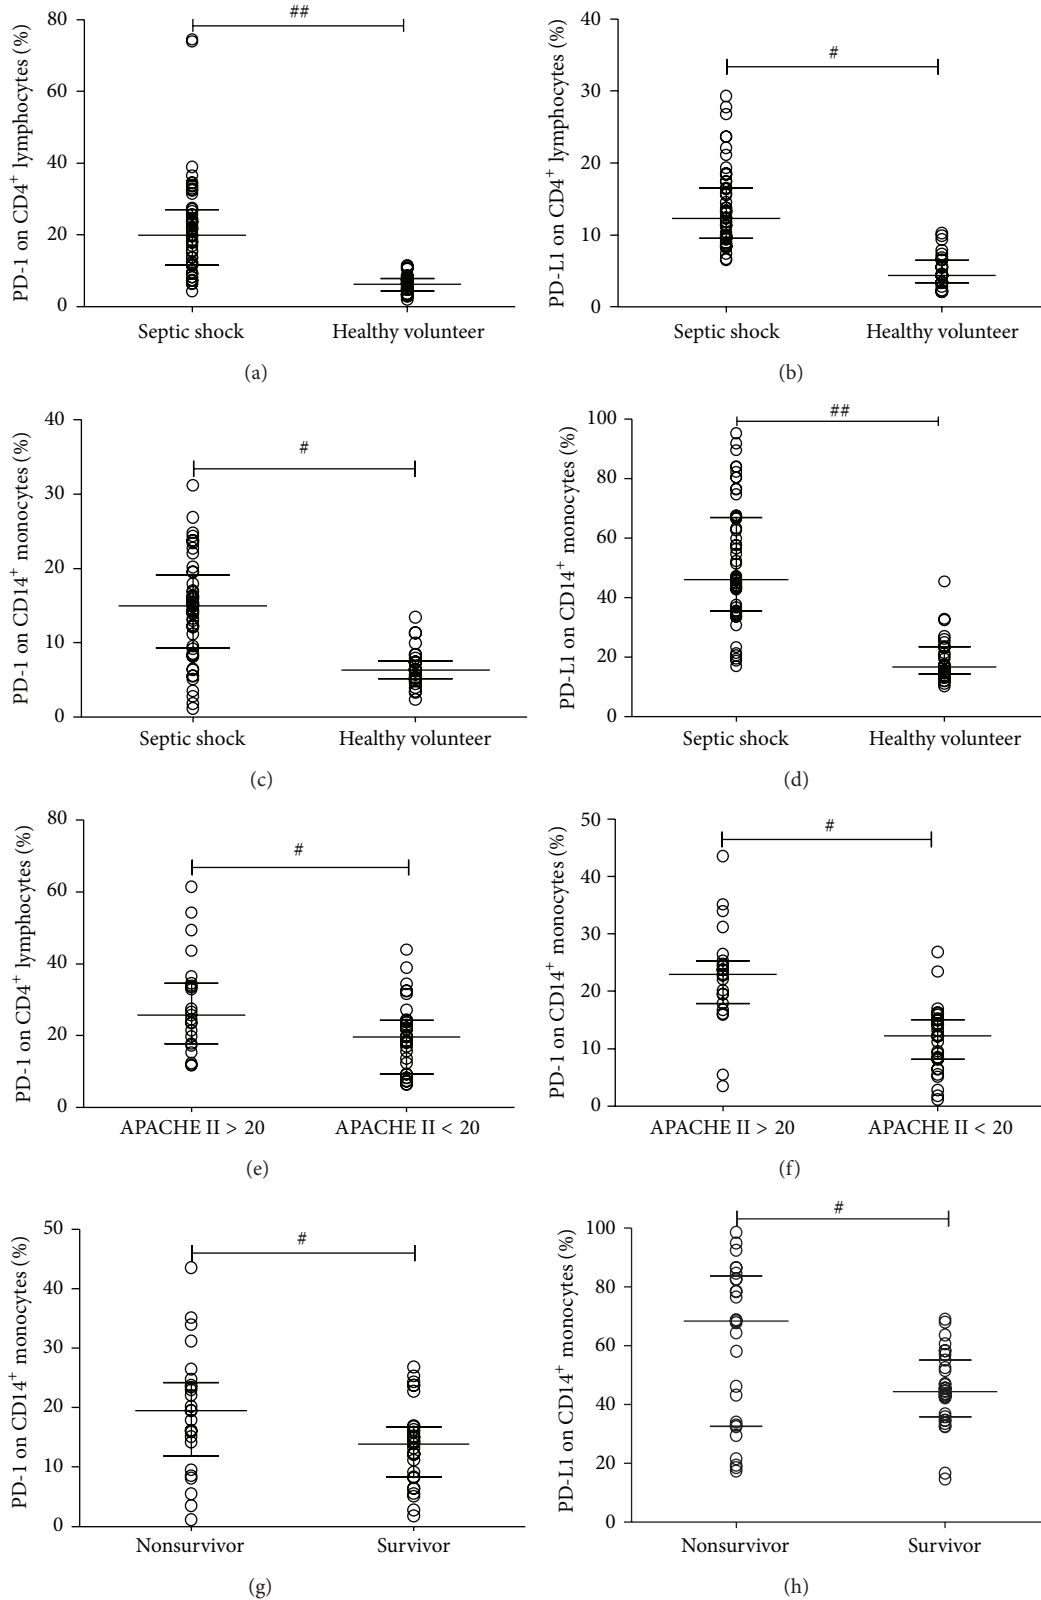 ##
80
60
40
20
0
PD-1 on CD4⁺ lymphocytes (%)
Septic shock
Healthy volunteer
(a)
#
40
30
20
10
0
PD-L1 on CD4⁺ lymphocytes (%)
Septic shock
Healthy volunteer
(b)
#
40
30
20
10
0
PD-1 on CD14⁺ monocytes (%)
Septic shock
Healthy volunteer
(c)
##
100
80
60
40
20
0
PD-L1 on CD14⁺ monocytes (%)
Septic shock
Healthy volunteer
(d)
#
80
60
40
20
0
PD-1 on CD4⁺ lymphocytes (%)
APACHE II > 20
APACHE II < 20
(e)
#
50
40
30
20
10
0
PD-1 on CD14⁺ monocytes (%)
APACHE II > 20
APACHE II < 20
(f)
#
50
40
30
20
10
0
PD-1 on CD14⁺ monocytes (%)
Nonsurvivor
Survivor
(g)
#
100
80
60
40
20
0
PD-L1 on CD14⁺ monocytes (%)
Nonsurvivor
Survivor
(h)